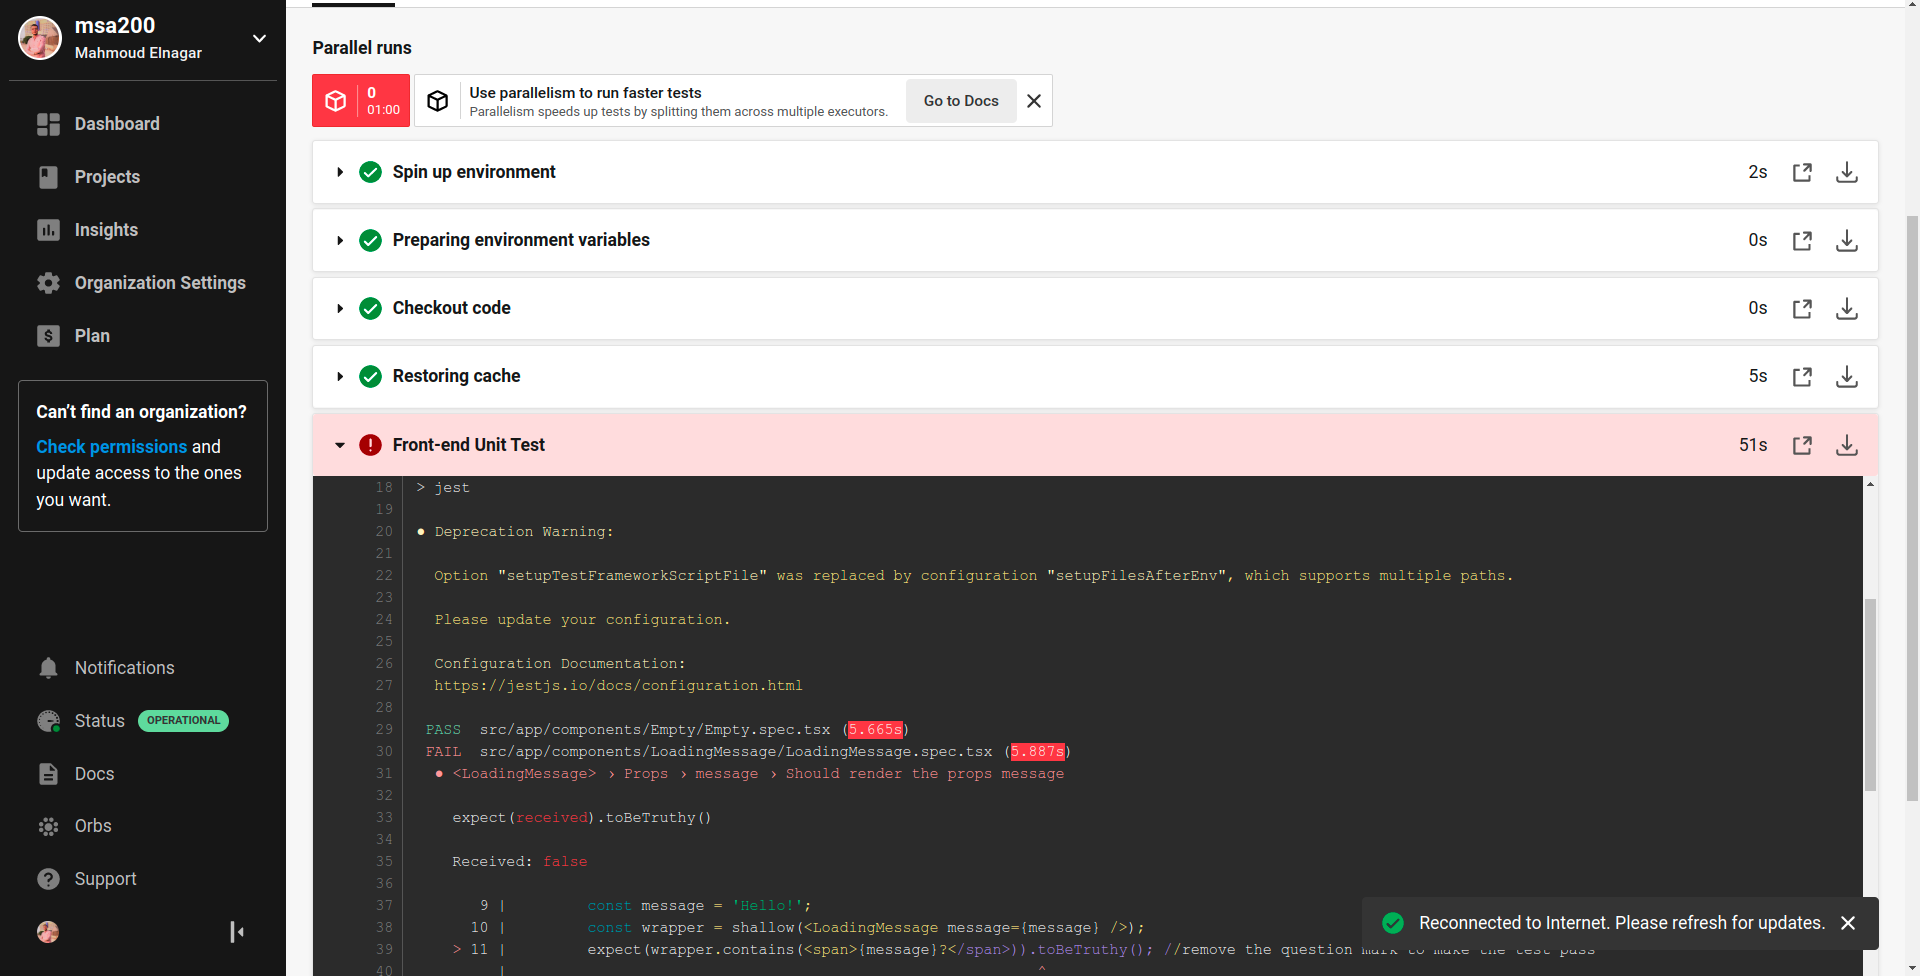 msa200
Mahmoud Elnagar
Dashboard
Projects
Insights
Organization Settings
Plan
Can't find an organization?
Check permissions and
update access to the ones
you want.
Notifications
Status OPERATIONAL
Docs
Orbs
Support
Parallel runs
0
01:00
Use parallelism to run faster tests
Parallelism speeds up tests by splitting them across multiple executors.
Go to Docs
Spin up environment 2s
Preparing environment variables 0s
Checkout code 0s
Restoring cache 5s
Front-end Unit Test 51s
18 > jest
19
20 ● Deprecation Warning:
21
22 Option "setupTestFrameworkScriptFile" was replaced by configuration "setupFilesAfterEnv", which supports multiple paths.
23
24 Please update your configuration.
25
26 Configuration Documentation:
27 https://jestjs.io/docs/configuration.html
28
29 PASS src/app/components/Empty/Empty.spec.tsx (5.665s)
30 FAIL src/app/components/LoadingMessage/LoadingMessage.spec.tsx (5.887s)
31 ● <LoadingMessage> › Props › message › Should render the props message
32
33 expect(received).toBeTruthy()
34
35 Received: false
36
37 9 | const message = 'Hello!';
38 10 | const wrapper = shallow(<LoadingMessage message={message} />);
39 > 11 | expect(wrapper.contains(<span>{message}?</span>)).toBeTruthy(); //remove the question mark to make the test pass
40 | ^
Reconnected to Internet. Please refresh for updates.